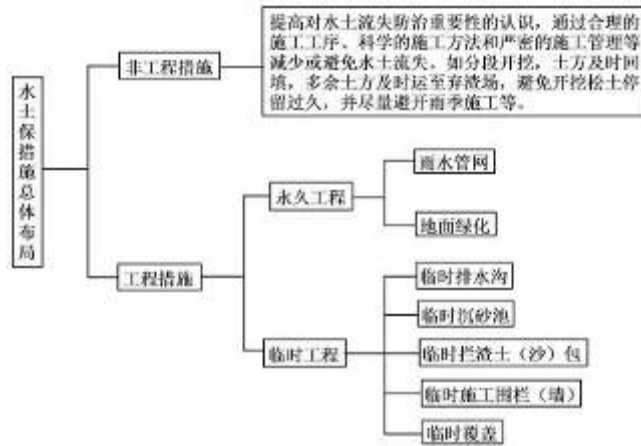 水土保措施总体布局
非工程措施
提高对水土流失防治重要性的认识，通过合理的
施工工序、科学的施工方法和严密的施工管理等
减少或避免水土流失。如分段开挖，土方及时回
填，多余土方及时运至弃渣场，避免开挖松土停
留过久，并尽量避开雨季施工等。
工程措施
永久工程
雨水管网
地面绿化
临时工程
临时排水沟
临时沉砂池
临时拦渣土（沙）包
临时施工围栏（墙）
临时覆盖